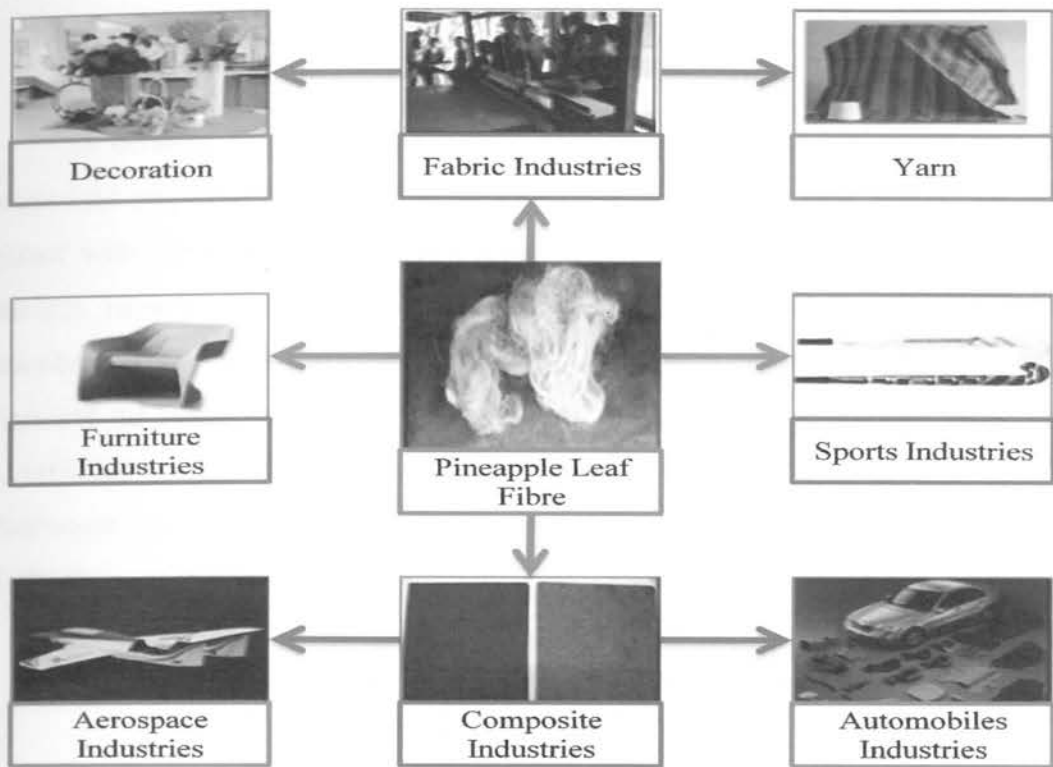 Decoration
Fabric Industries
Yarn
Furniture
Industries
Pineapple Leaf
Fibre
Sports Industries
Aerospace
Industries
Composite
Industries
Automobiles
Industries